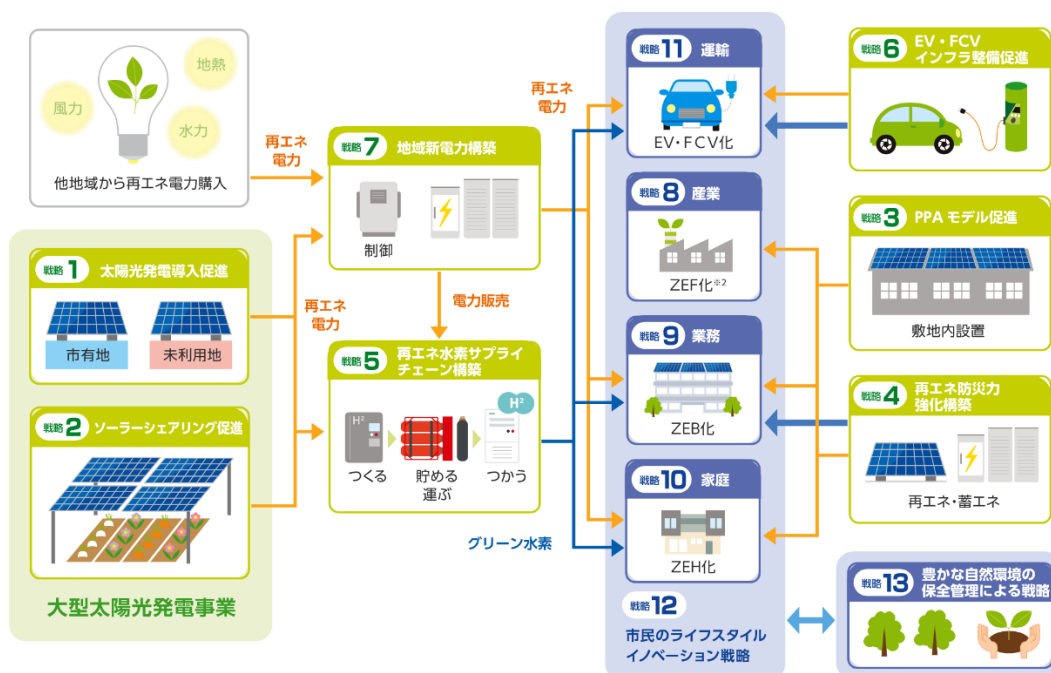 地熱
風力
水力
他地域から再エネ電力購入
再エネ
電力
戦略1 太陽光発電導入促進
市有地
未利用地
戦略2 ソーラーシェアリング促進
大型太陽光発電事業
再エネ
電力
戦略7 地域新電力構築
制御
電力販売
戦略5 再エネ水素サプライ
チェーン構築
H²
H²
つくる
貯める
運ぶ
つかう
グリーン水素
再エネ
電力
戦略11 運輸
EV・FCV化
戦略8 産業
ZEF化※2
戦略9 業務
ZEB化
戦略10 家庭
ZEH化
戦略12
市民のライフスタイル
イノベーション戦略
戦略6 EV・FCV
インフラ整備促進
戦略3 PPAモデル促進
敷地内設置
戦略4 再エネ防災力
強化構築
再エネ・蓄エネ
戦略13 豊かな自然環境の
保全管理による戦略